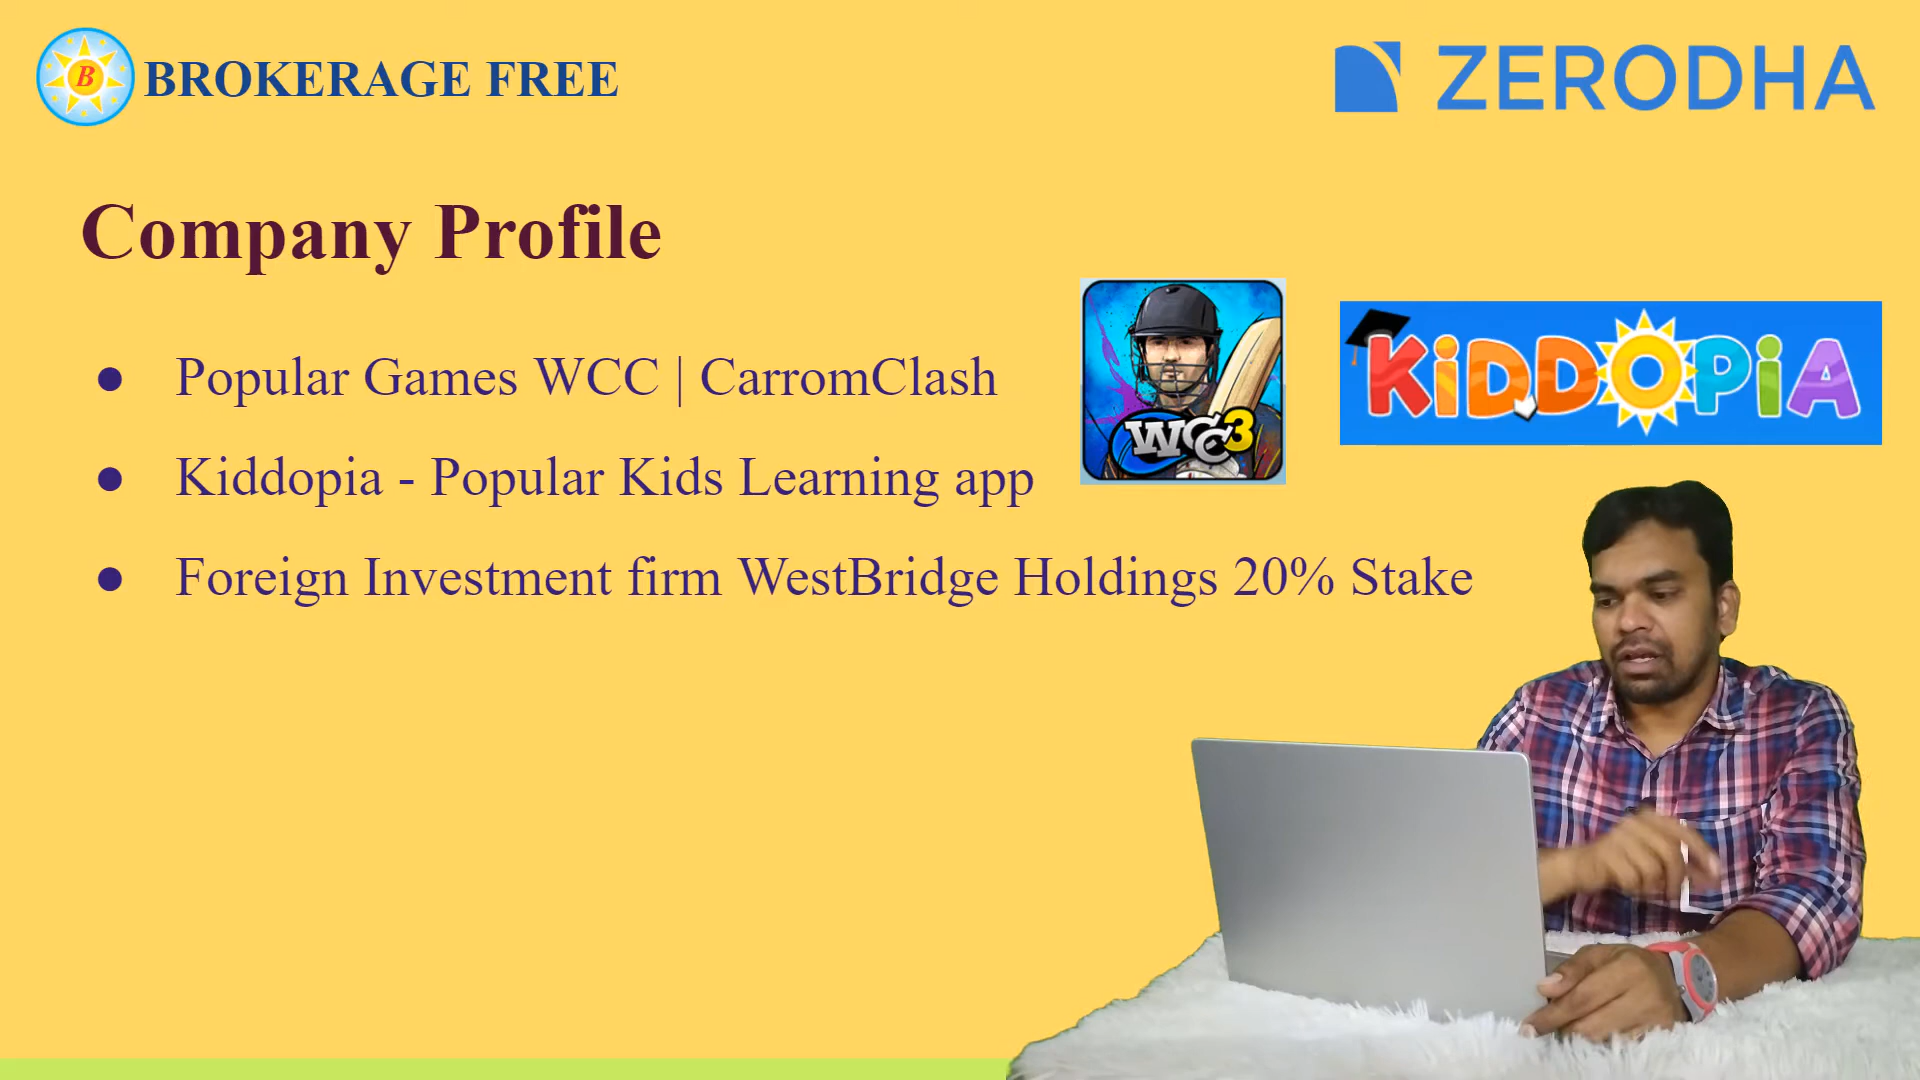 B BROKERAGE FREE
ZERODHA
Company Profile
● Popular Games WCC | CarromClash
● Kiddopia - Popular Kids Learning app
● Foreign Investment firm WestBridge Holdings 20% Stake
WCC3
KiDDOPiA